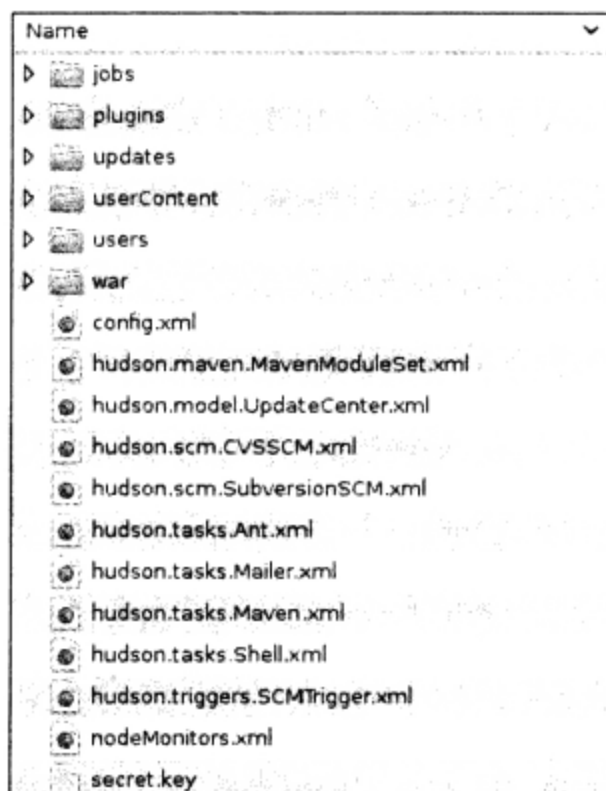 Name
jobs
plugins
updates
userContent
users
war
config.xml
hudson.maven.MavenModuleSet.xml
hudson.model.UpdateCenter.xml
hudson.scm.CVSSCM.xml
hudson.scm.SubversionSCM.xml
hudson.tasks.Ant.xml
hudson.tasks.Mailer.xml
hudson.tasks.Maven.xml
hudson.tasks.Shell.xml
hudson.triggers.SCMTrigger.xml
nodeMonitors.xml
secret.key